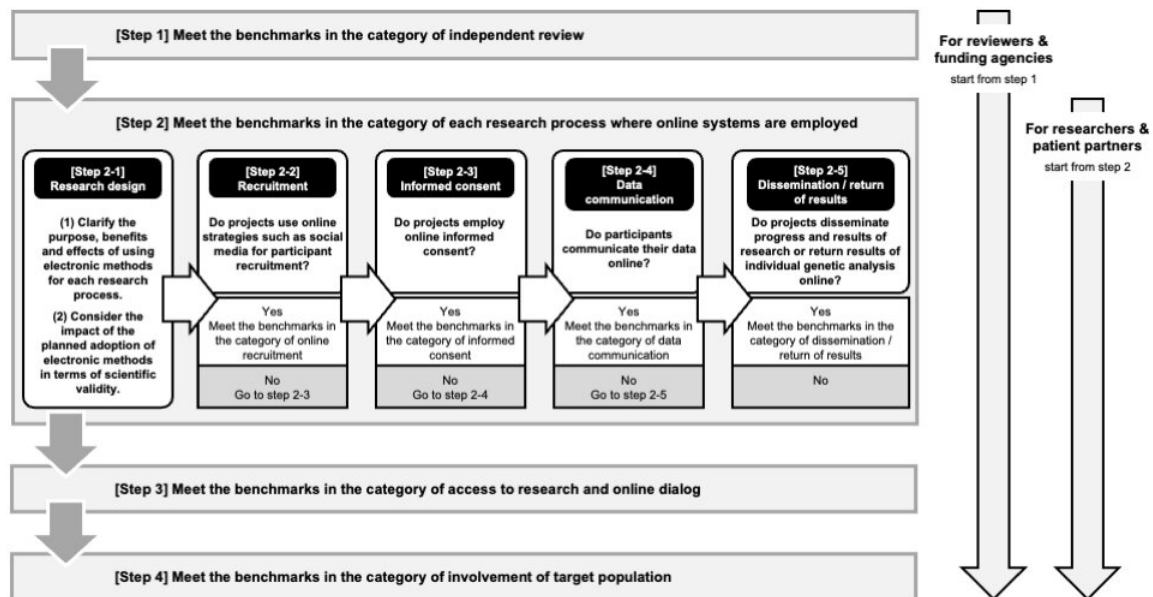 [Step 1] Meet the benchmarks in the category of independent review
For reviewers &
funding agencies
start from step 1
[Step 2] Meet the benchmarks in the category of each research process where online systems are employed
For researchers &
patient partners
start from step 2
[Step 2-1]
Research design
(1) Clarify the
purpose, benefits
and effects of using
electronic methods
for each research
process.
(2) Consider the
impact of the
planned adoption of
electronic methods
in terms of scientific
validity.
[Step 2-2]
Recruitment
Do projects use online
strategies such as social
media for participant
recruitment?
Yes
Meet the benchmarks in
the category of online
recruitment
No
Go to step 2-3
[Step 2-3]
Informed consent
Do projects employ
online informed
consent?
Yes
Meet the benchmarks in
the category of informed
consent
No
Go to step 2-4
[Step 2-4]
Data
communication
Do participants
communicate their data
online?
Yes
Meet the benchmarks in
the category of data
communication
No
Go to step 2-5
[Step 2-5]
Dissemination / return
of results
Do projects disseminate
progress and results of
research or return results of
individual genetic analysis
online?
Yes
Meet the benchmarks in the
category of dissemination /
return of results
No
[Step 3] Meet the benchmarks in the category of access to research and online dialog
[Step 4] Meet the benchmarks in the category of involvement of target population